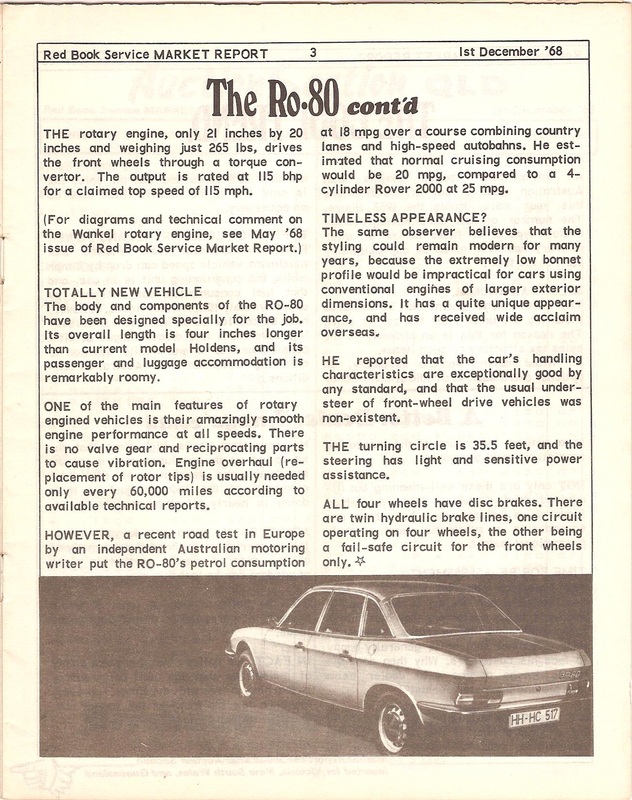 Red Book Service MARKET REPORT 3 1st December '68
The Ro·80 cont'd
THE rotary engine, only 21 inches by 20
inches and weighing just 265 lbs, drives
the front wheels through a torque con-
vertor. The output is rated at 115 bhp
for a claimed top speed of 115 mph.
(For diagrams and technical comment on
the Wankel rotary engine, see May '68
issue of Red Book Service Market Report.)
TOTALLY NEW VEHICLE
The body and components of the RO-80
have been designed specially for the job.
Its overall length is four inches longer
than current model Holdens, and its
passenger and luggage accommodation is
remarkably roomy.
ONE of the main features of rotary
engined vehicles is their amazingly smooth
engine performance at all speeds. There
is no valve gear and reciprocating parts
to cause vibration. Engine overhaul (re-
placement of rotor tips) is usually needed
only every 60,000 miles according to
available technical reports.
HOWEVER, a recent road test in Europe
by an independent Australian motoring
writer put the RO-80's petrol consumption
at 18 mpg over a course combining country
lanes and high-speed autobahns. He est-
imated that normal cruising consumption
would be 20 mpg, compared to a 4-
cylinder Rover 2000 at 25 mpg.
TIMELESS APPEARANCE?
The same observer believes that the
styling could remain modern for many
years, because the extremely low bonnet
profile would be impractical for cars using
conventional engines of larger exterior
dimensions. It has a quite unique appear-
ance, and has received wide acclaim
overseas.
HE reported that the car's handling
characteristics are exceptionally good by
any standard, and that the usual under-
steer of front-wheel drive vehicles was
non-existent.
THE turning circle is 35.5 feet, and the
steering has light and sensitive power
assistance.
ALL four wheels have disc brakes. There
are twin hydraulic brake lines, one circuit
operating on four wheels, the other being
a fail-safe circuit for the front wheels
only.☆
HH-HC 517